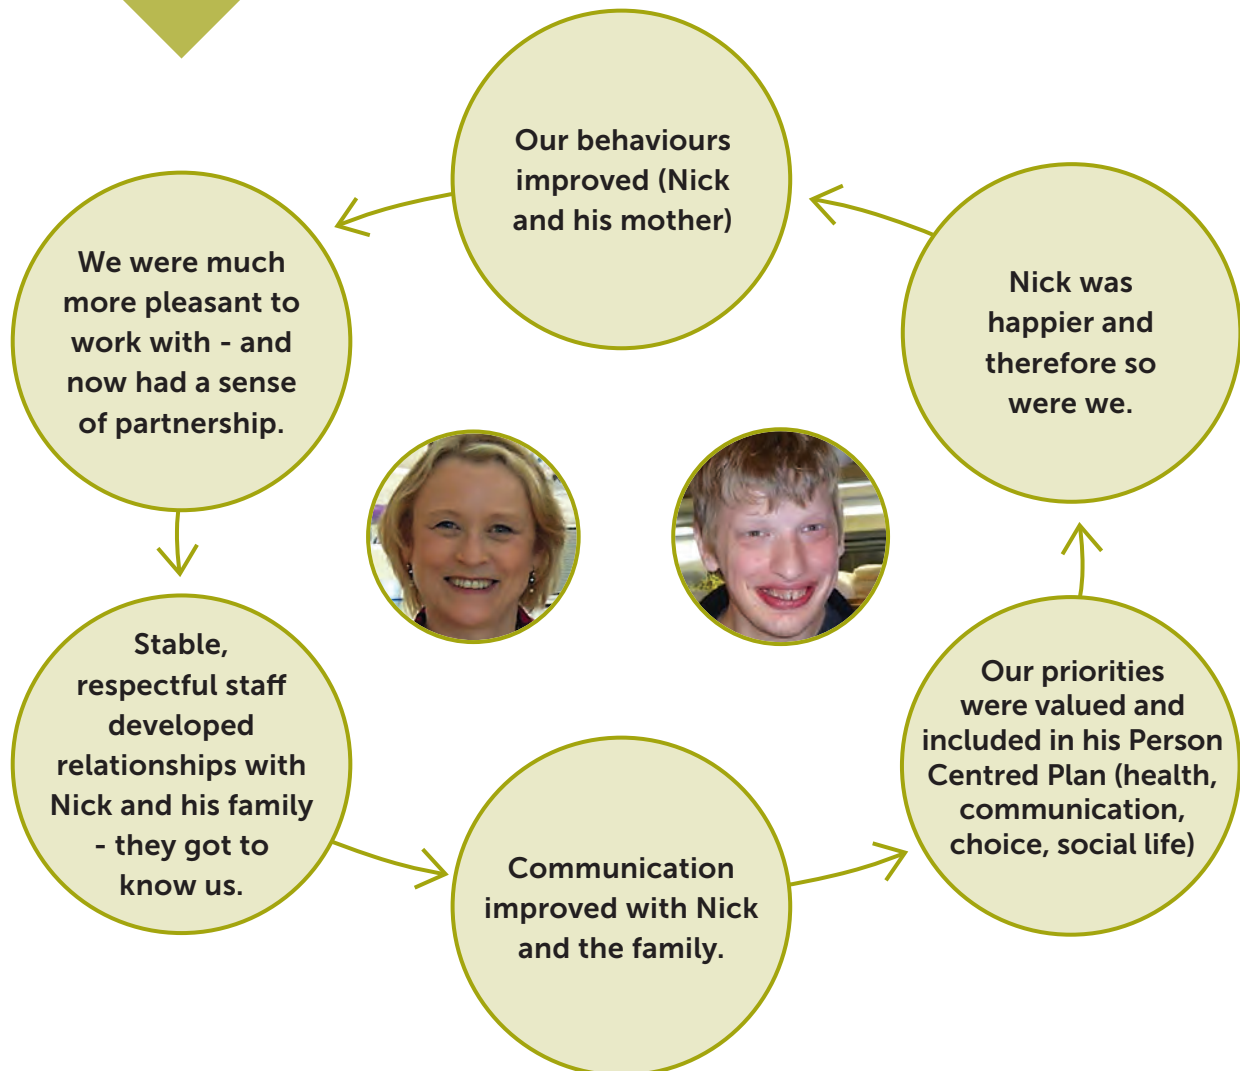 Our behaviours
improved (Nick
and his mother)
We were much
more pleasant to
work with - and
now had a sense
of partnership.
Stable,
respectful staff
developed
relationships with
Nick and his family
- they got to
know us.
Communication
improved with Nick
and the family.
Our priorities
were valued and
included in his Person
Centred Plan (health,
communication,
choice, social life)
Nick was
happier and
therefore so
were we.